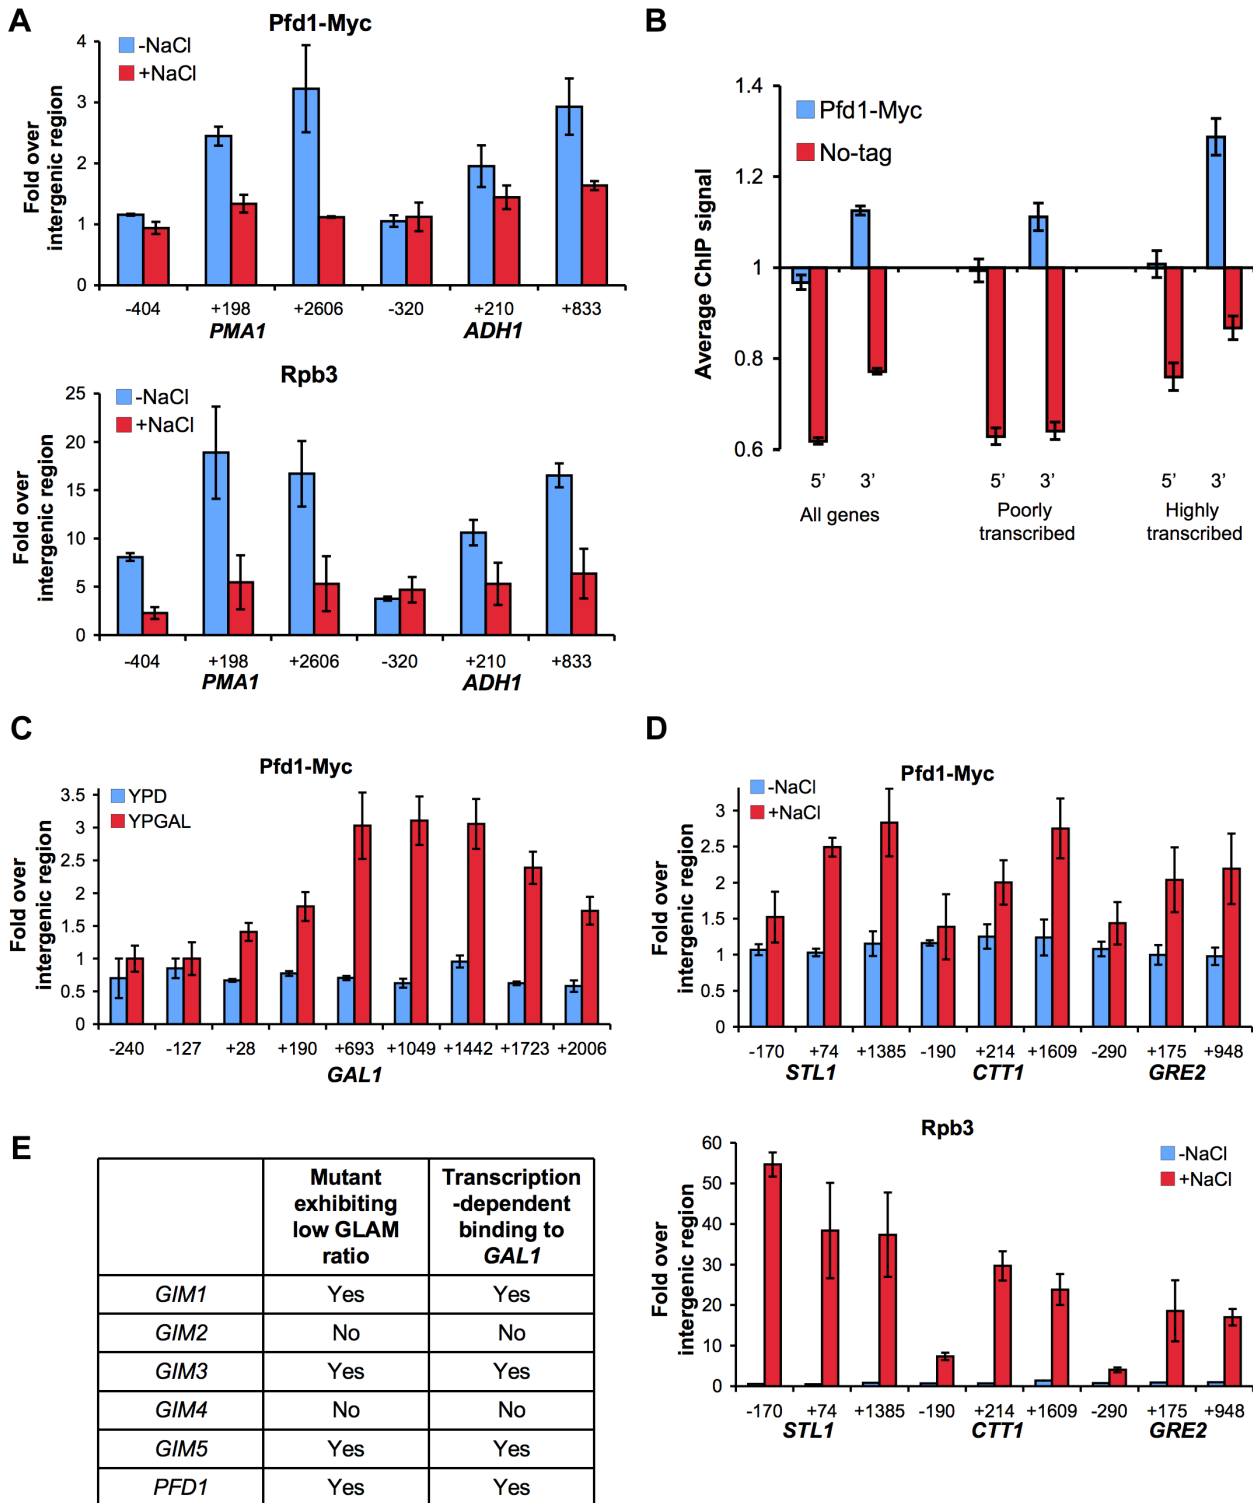 A
Pfd1-Myc
-NaCl
+NaCl
Fold over
intergenic region
4
3
2
1
0
-404
+198
+2606
-320
+210
+833
PMA1
ADH1
Rpb3
-NaCl
+NaCl
Fold over
intergenic region
25
20
15
10
5
0
-404
+198
+2606
-320
+210
+833
PMA1
ADH1
B
Pfd1-Myc
No-tag
Average ChIP signal
1.4
1.2
1
0.8
0.6
5’
3’
5’
3’
5’
3’
All genes
Poorly
transcribed
Highly
transcribed
C
Pfd1-Myc
YPD
YPGAL
Fold over
intergenic region
3.5
3
2.5
2
1.5
1
0.5
0
-240
-127
+28
+190
+693
+1049
+1442
+1723
+2006
GAL1
D
Pfd1-Myc
-NaCl
+NaCl
Fold over
intergenic region
3
2.5
2
1.5
1
0.5
0
-170
+74
+1385
-190
+214
+1609
-290
+175
+948
STL1
CTT1
GRE2
Rpb3
-NaCl
+NaCl
Fold over
intergenic region
60
50
40
30
20
10
0
-170
+74
+1385
-190
+214
+1609
-290
+175
+948
STL1
CTT1
GRE2
E
Mutant
exhibiting
low GLAM
ratio
Transcription
-dependent
binding to
GAL1
GIM1 Yes Yes
GIM2 No No
GIM3 Yes Yes
GIM4 No No
GIM5 Yes Yes
PFD1 Yes Yes